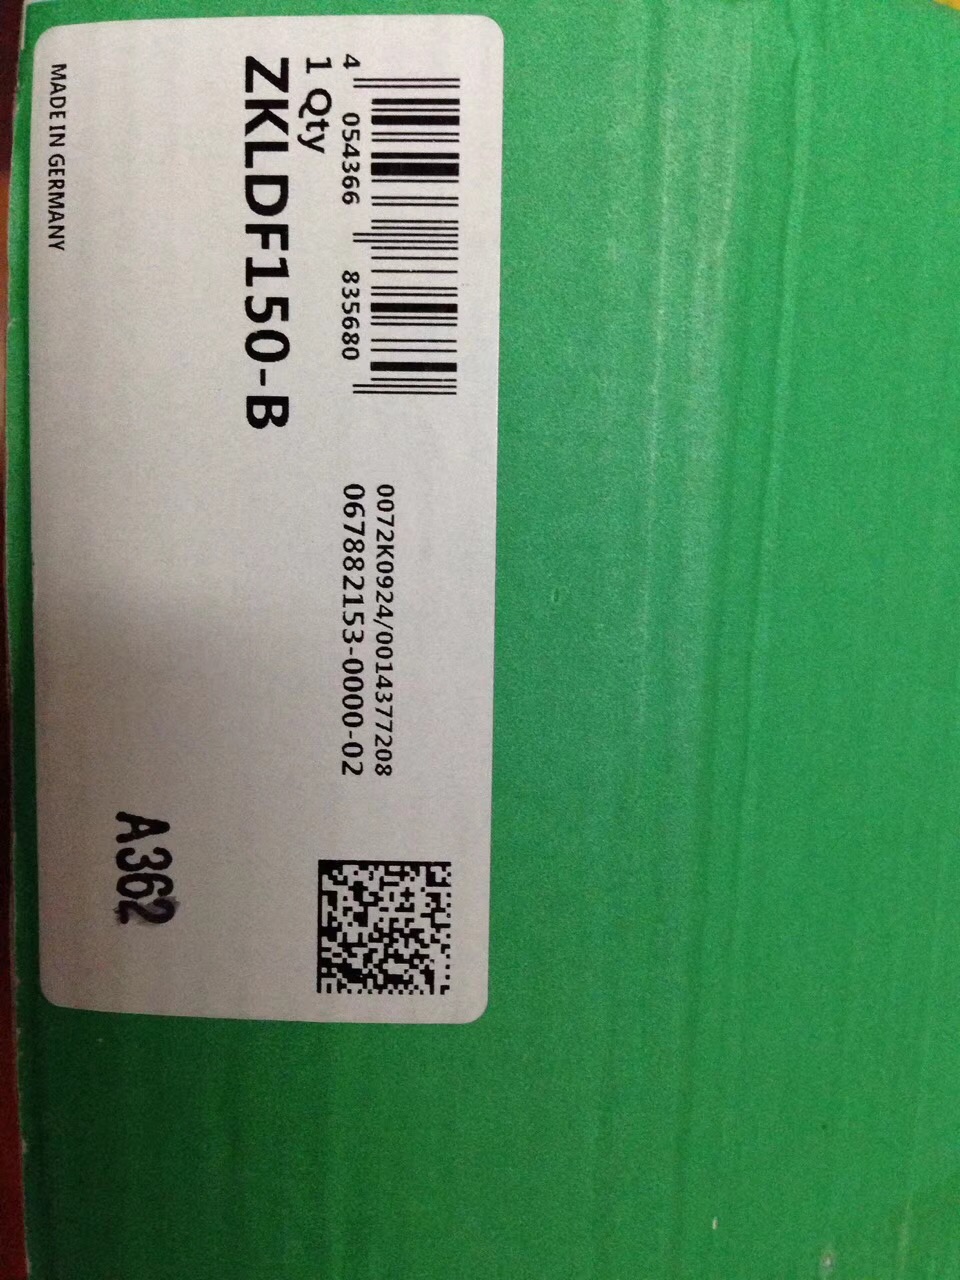 4 054366 835680
1 Qty
ZKLDF150-B
0072K0924/0014377208
067882153-0000-02
A362
MADE IN GERMANY